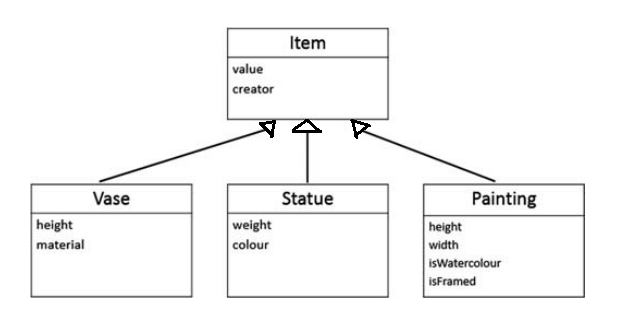 Item
value
creator
Vase
height
material
Statue
weight
colour
Painting
height
width
isWatercolour
isFramed